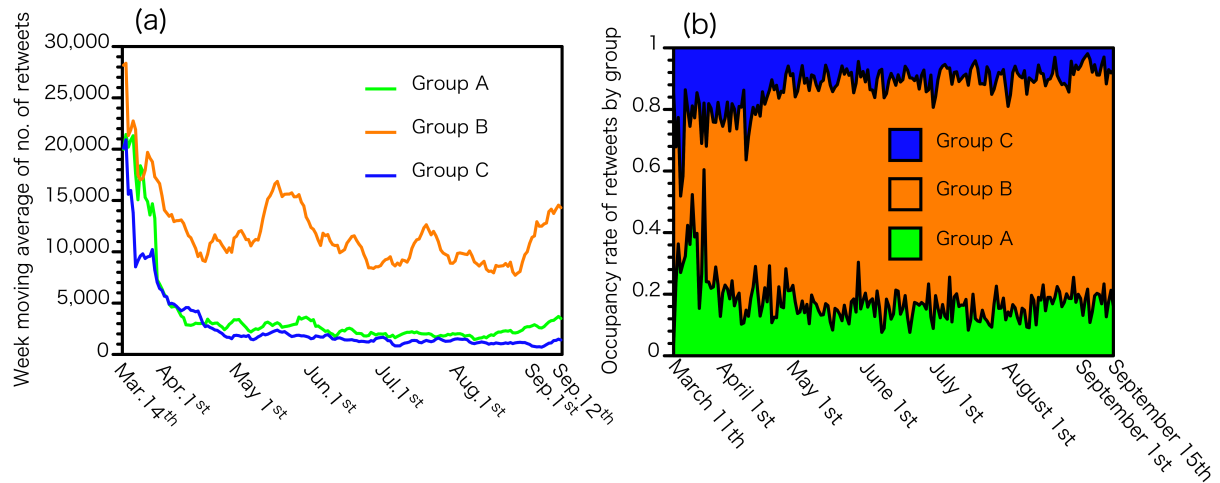 (a)
Week moving average of no. of retweets
30,000
25,000
20,000
15,000
10,000
5,000
0
Group A
Group B
Group C
Mar.14th
Apr.1st
May 1st
Jun.1st
Jul.1st
Aug.1st
Sep.1st
Sep.12th
(b)
Occupancy rate of retweets by group
1
0.8
0.6
0.4
0.2
0
Group C
Group B
Group A
March 11th
April 1st
May 1st
June 1st
July 1st
August 1st
September 1st
September 15th